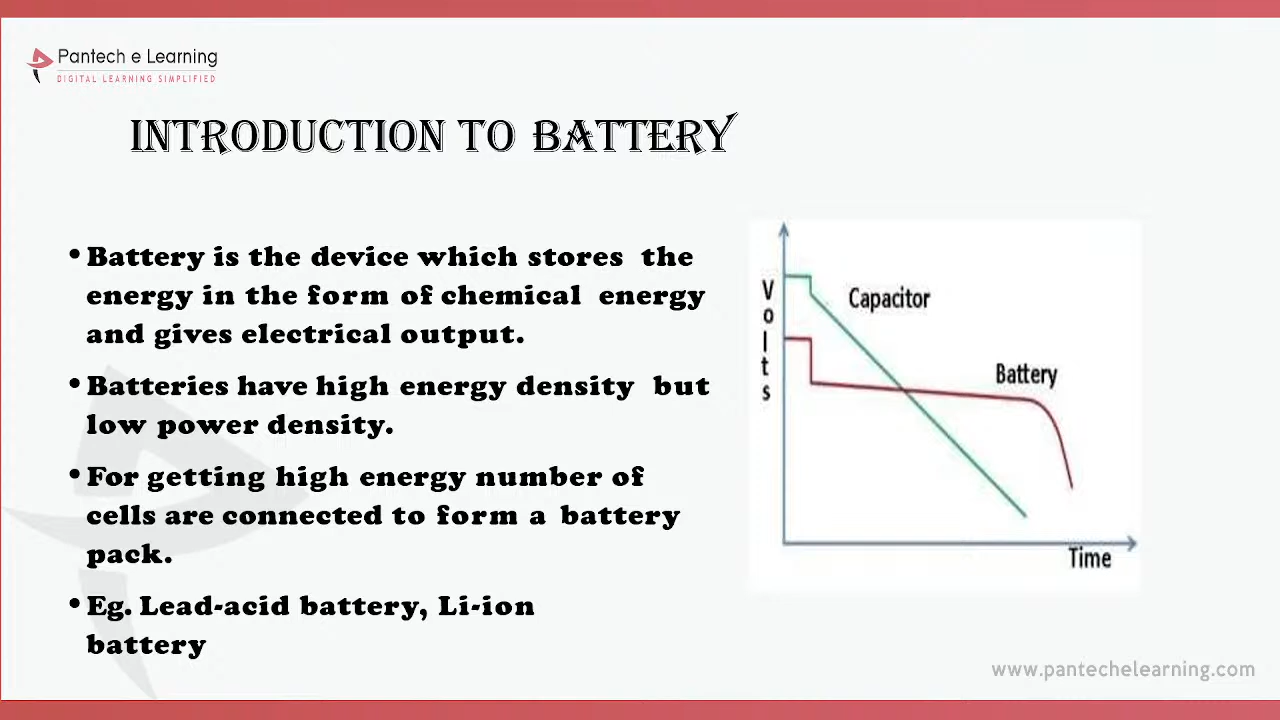 Pantech e Learning
DIGITAL LEARNING SIMPLIFIED
INTRODUCTION TO BATTERY
•Battery is the device which stores the
energy in the form of chemical energy
and gives electrical output.
•Batteries have high energy density but
low power density.
•For getting high energy number of
cells are connected to form a battery
pack.
•Eg. Lead-acid battery, Li-ion
battery
Volts
Capacitor
Battery
Time
www.pantechelearning.com